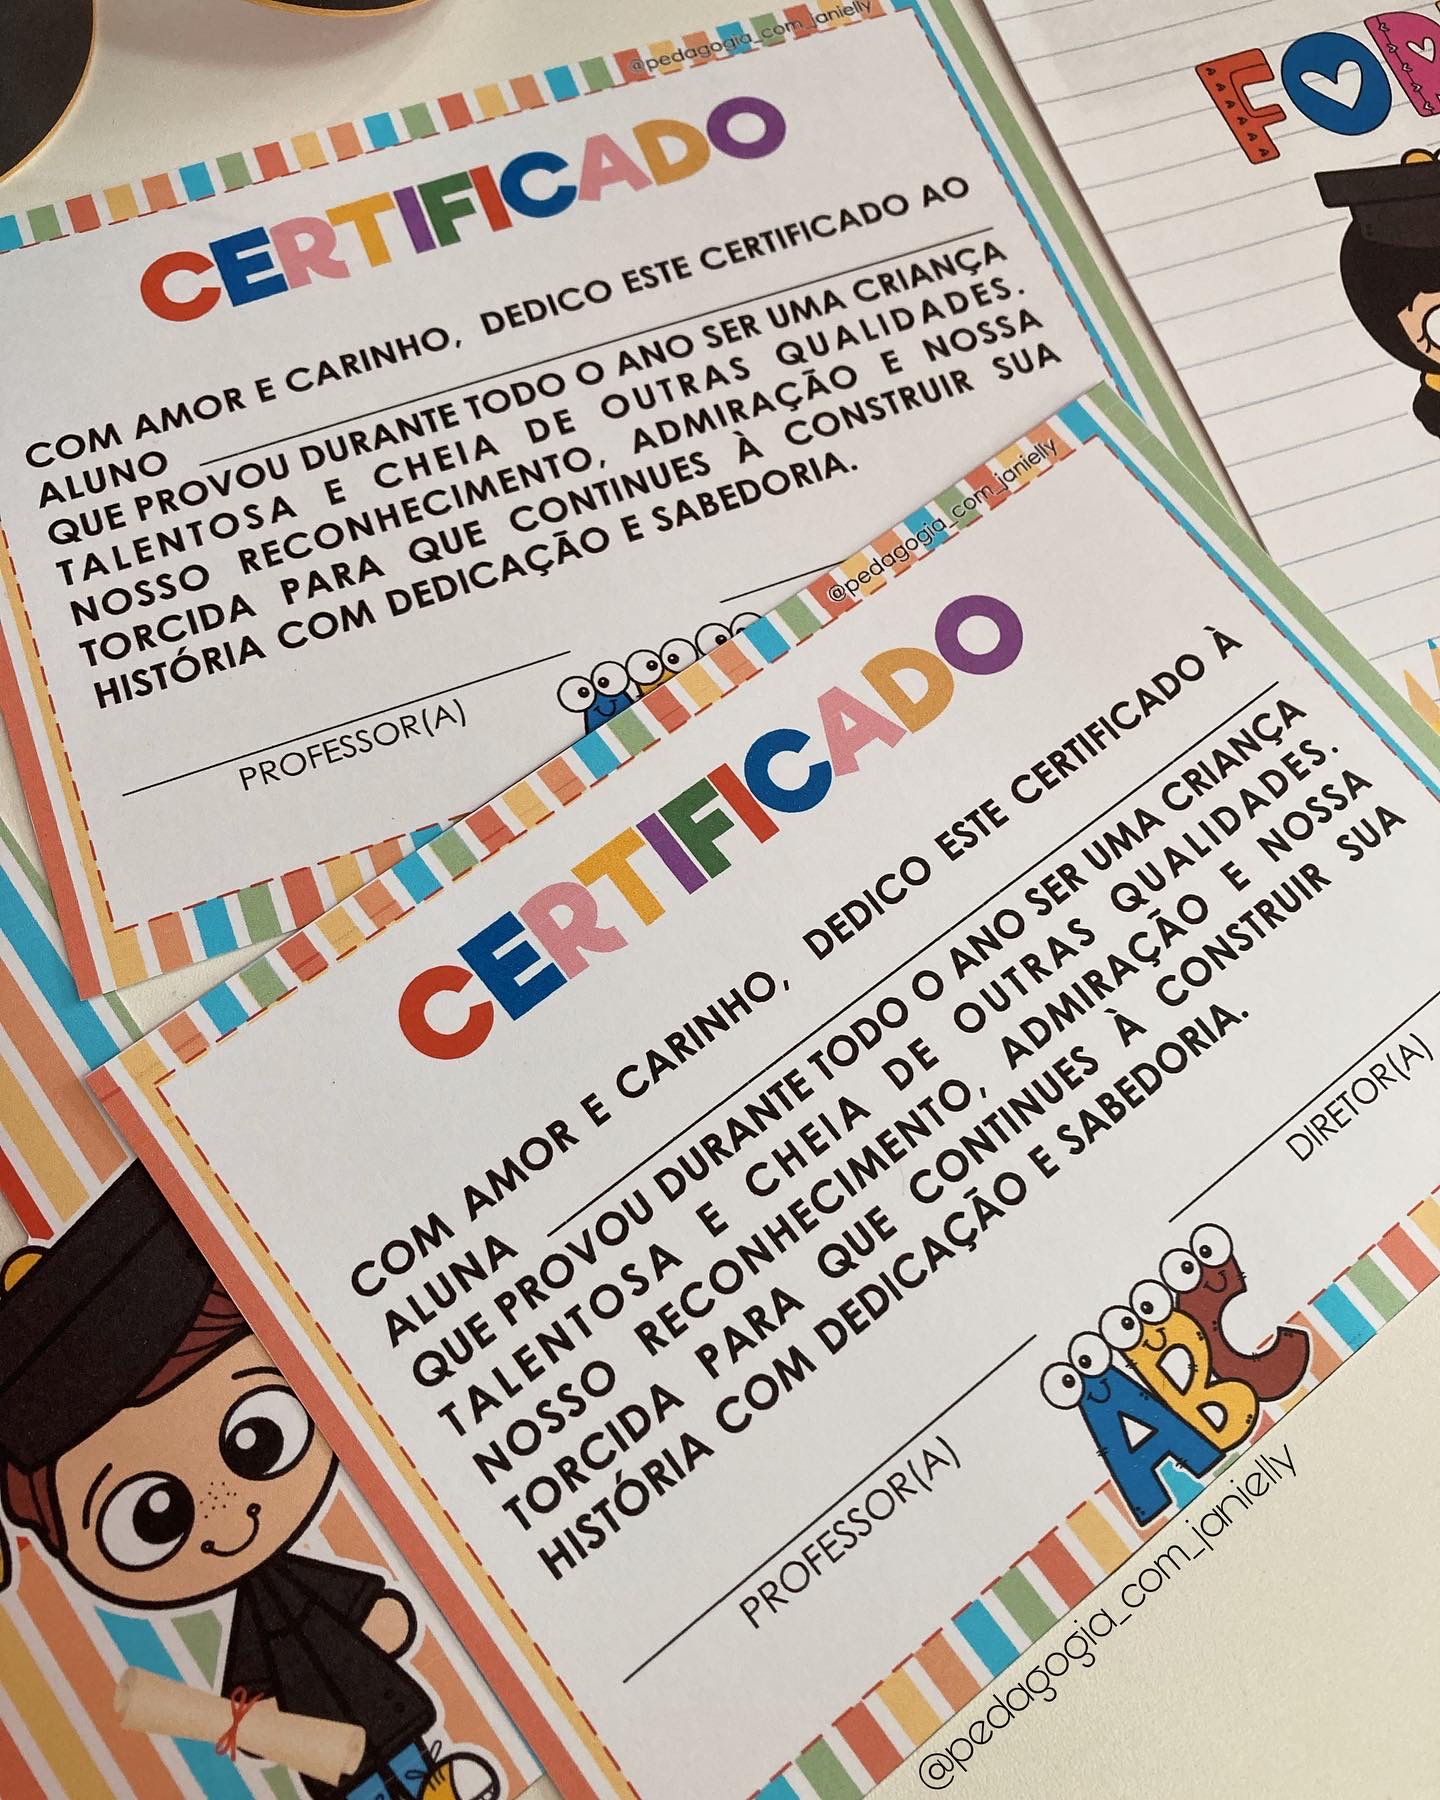 @pedagogia_com_janielly
CERTIFICADO
COM AMOR E CARINHO, DEDICO ESTE CERTIFICADO AO
ALUNO
QUE PROVOU DURANTE TODO O ANO SER UMA CRIANÇA
TALENTOSA E CHEIA DE OUTRAS QUALIDADES.
NOSSO RECONHECIMENTO, ADMIRAÇÃO E NOSSA
TORCIDA PARA QUE CONTINUES À CONSTRUIR SUA
HISTÓRIA COM DEDICAÇÃO E SABEDORIA.
PROFESSOR(A)
@pedagogia_com_janielly
CERTIFICADO
COM AMOR E CARINHO, DEDICO ESTE CERTIFICADO À
ALUNA
QUE PROVOU DURANTE TODO O ANO SER UMA CRIANÇA
TALENTOSA E CHEIA DE OUTRAS QUALIDADES.
NOSSO RECONHECIMENTO, ADMIRAÇÃO E NOSSA
TORCIDA PARA QUE CONTINUES À CONSTRUIR SUA
HISTÓRIA COM DEDICAÇÃO E SABEDORIA.
PROFESSOR(A)
DIRETOR(A)
ABC
@pedagogia_com_janielly